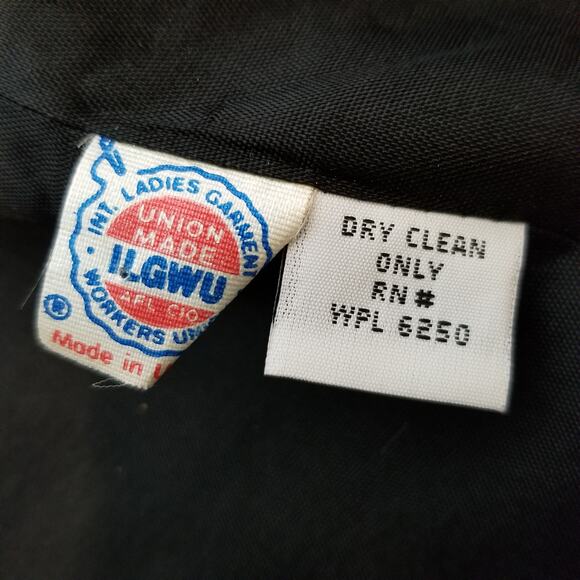 INT. LADIES GARMENT
UNION
MADE
ILGWU
AFL CIO
WORKERS
®
Made in
DRY CLEAN
ONLY
RN #
WPL 6250